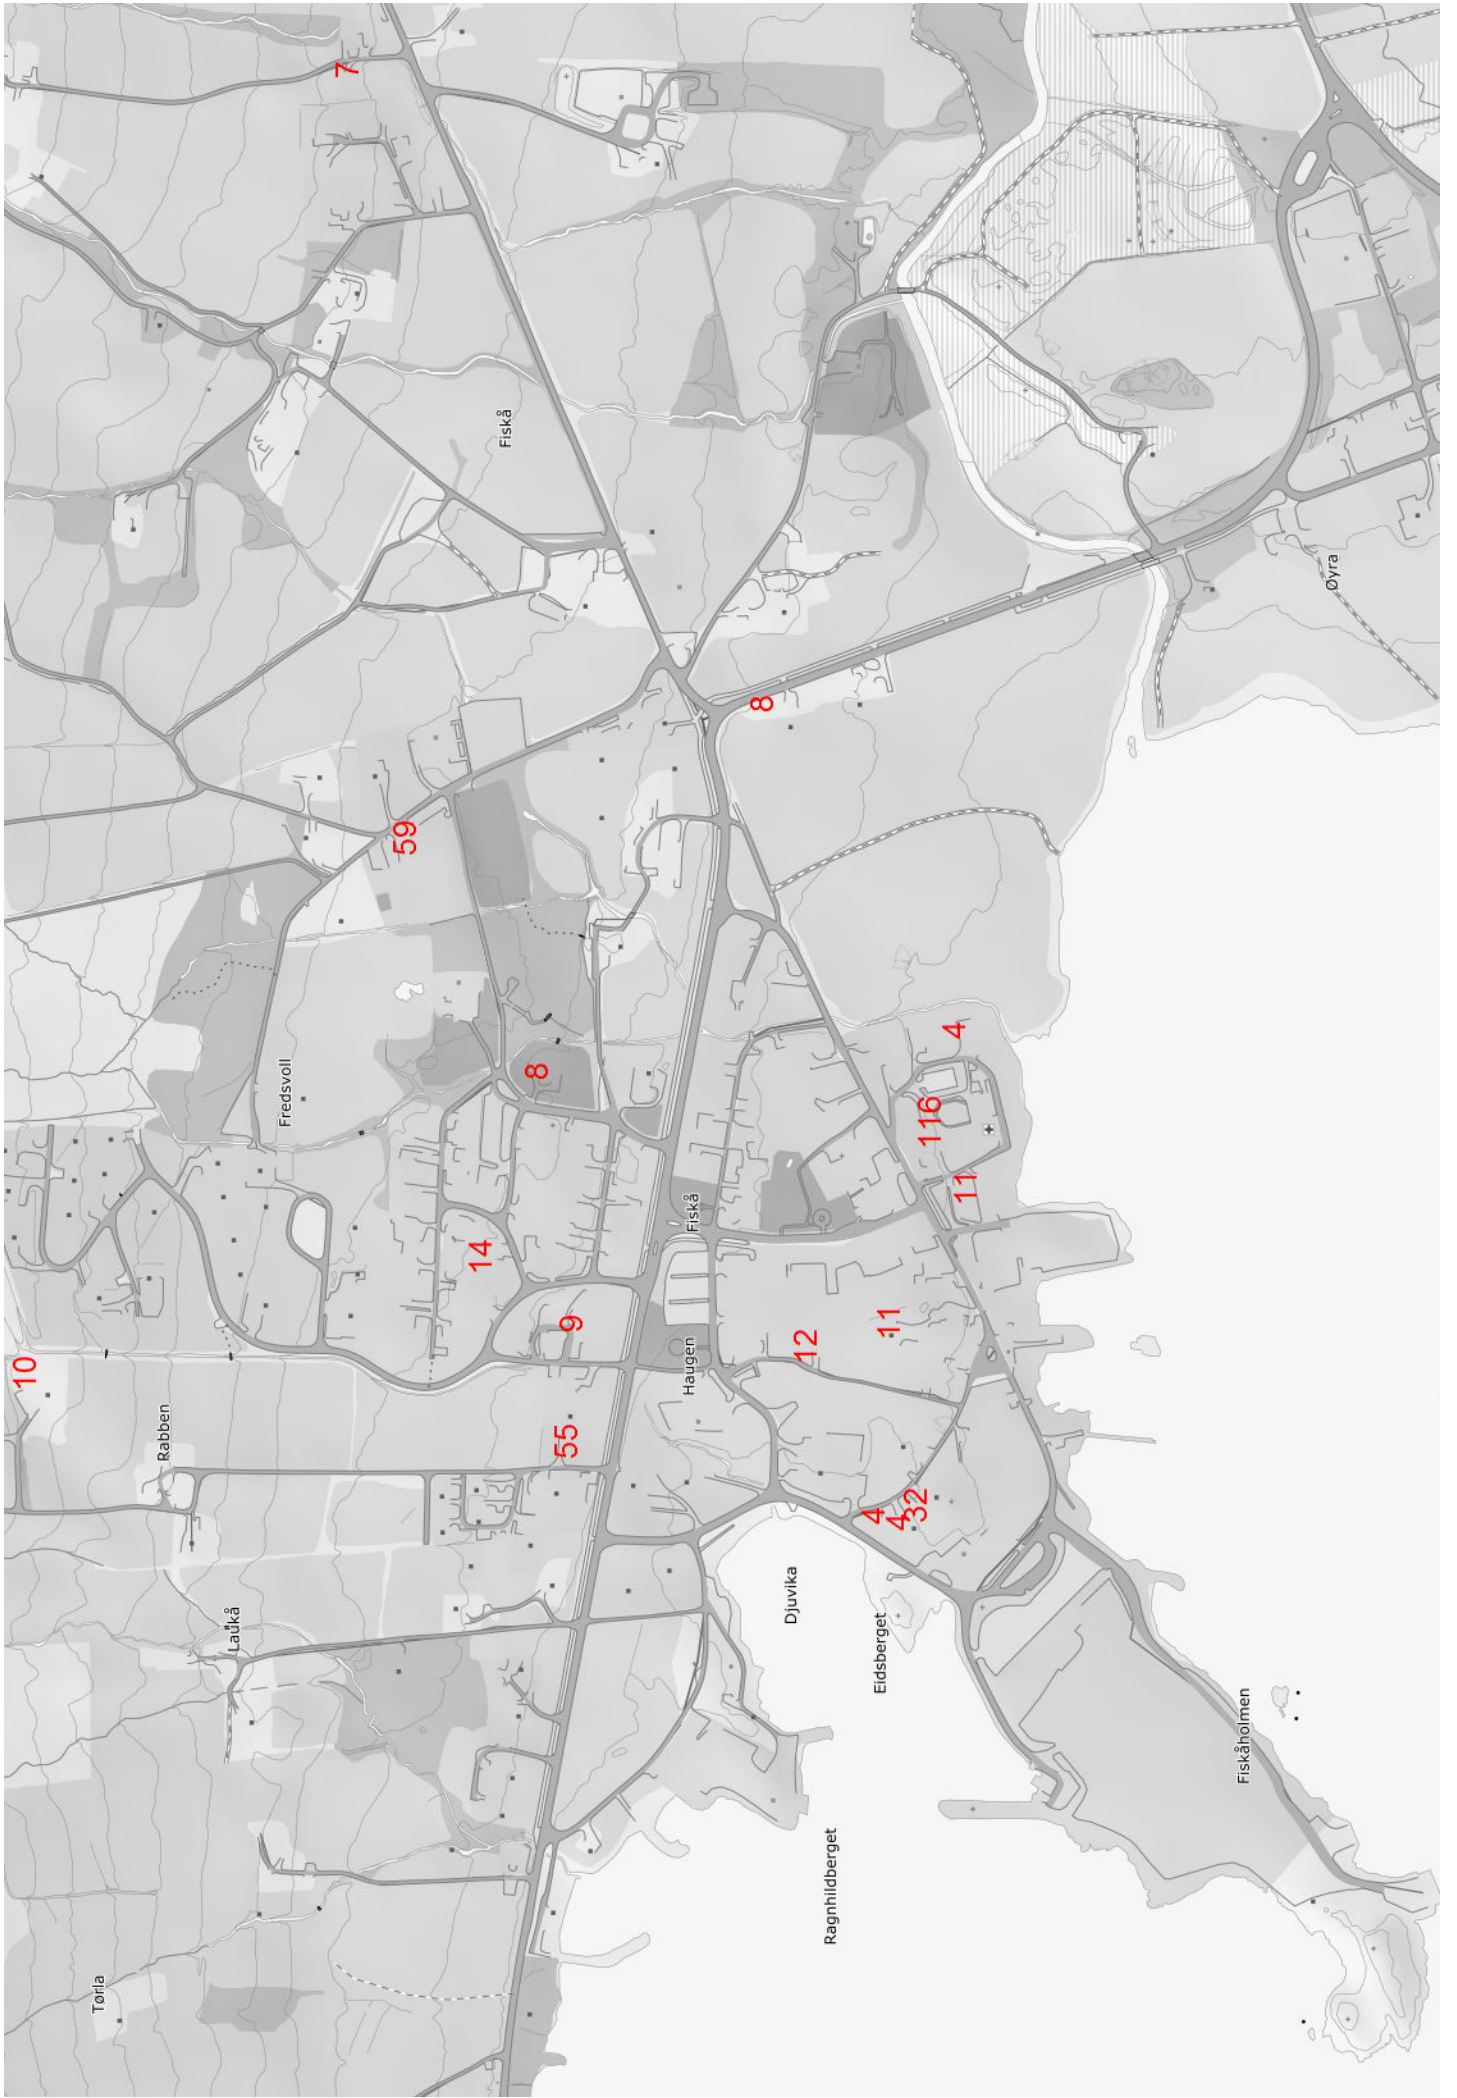 7
Fiskå
8
59
Øyra
Fredsvoll
8
4
116
11
Fiskå
14
9
11
12
Haugen
10
Rabben
55
4
4
32
Djuvika
Eidsberget
Laukå
Fiskåholmen
Ragnhildberget
Tørla